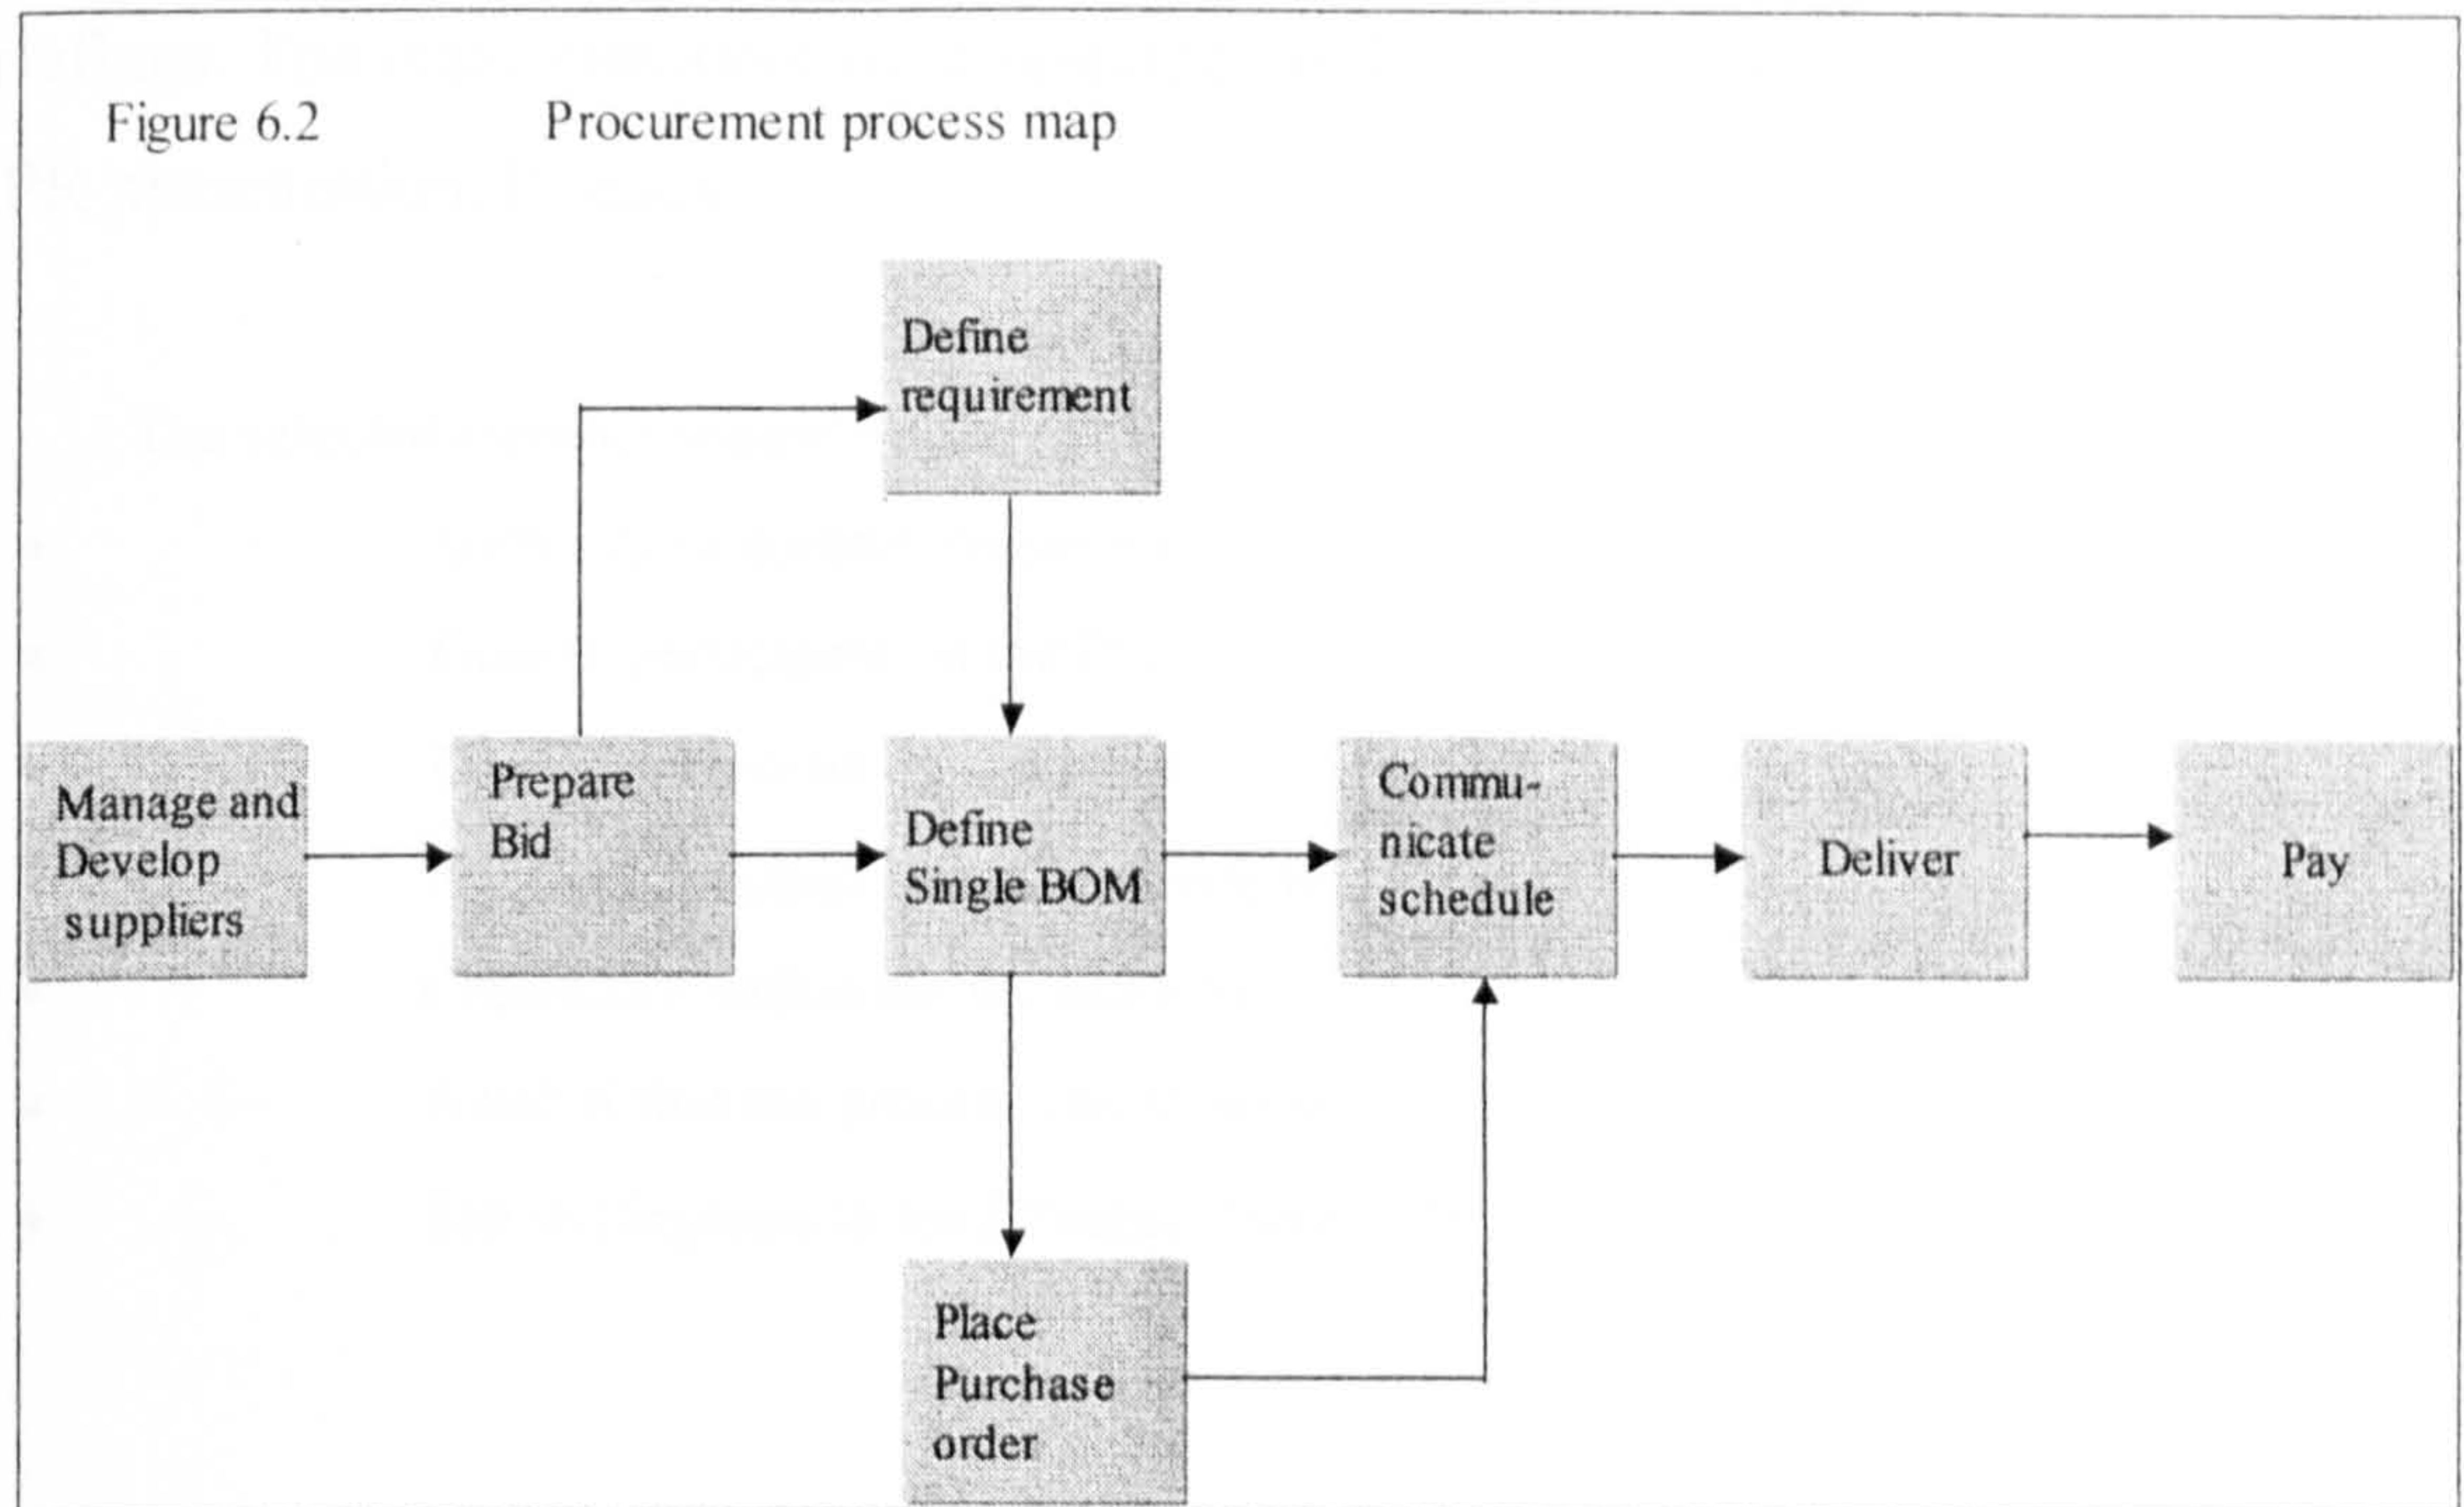 Figure 6.2 Procurement process map
Define
requirement
Manage and
Develop
suppliers
Prepare
Bid
Define
Single BOM
Commu-
nicate
schedule
Deliver
Pay
Place
Purchase
order